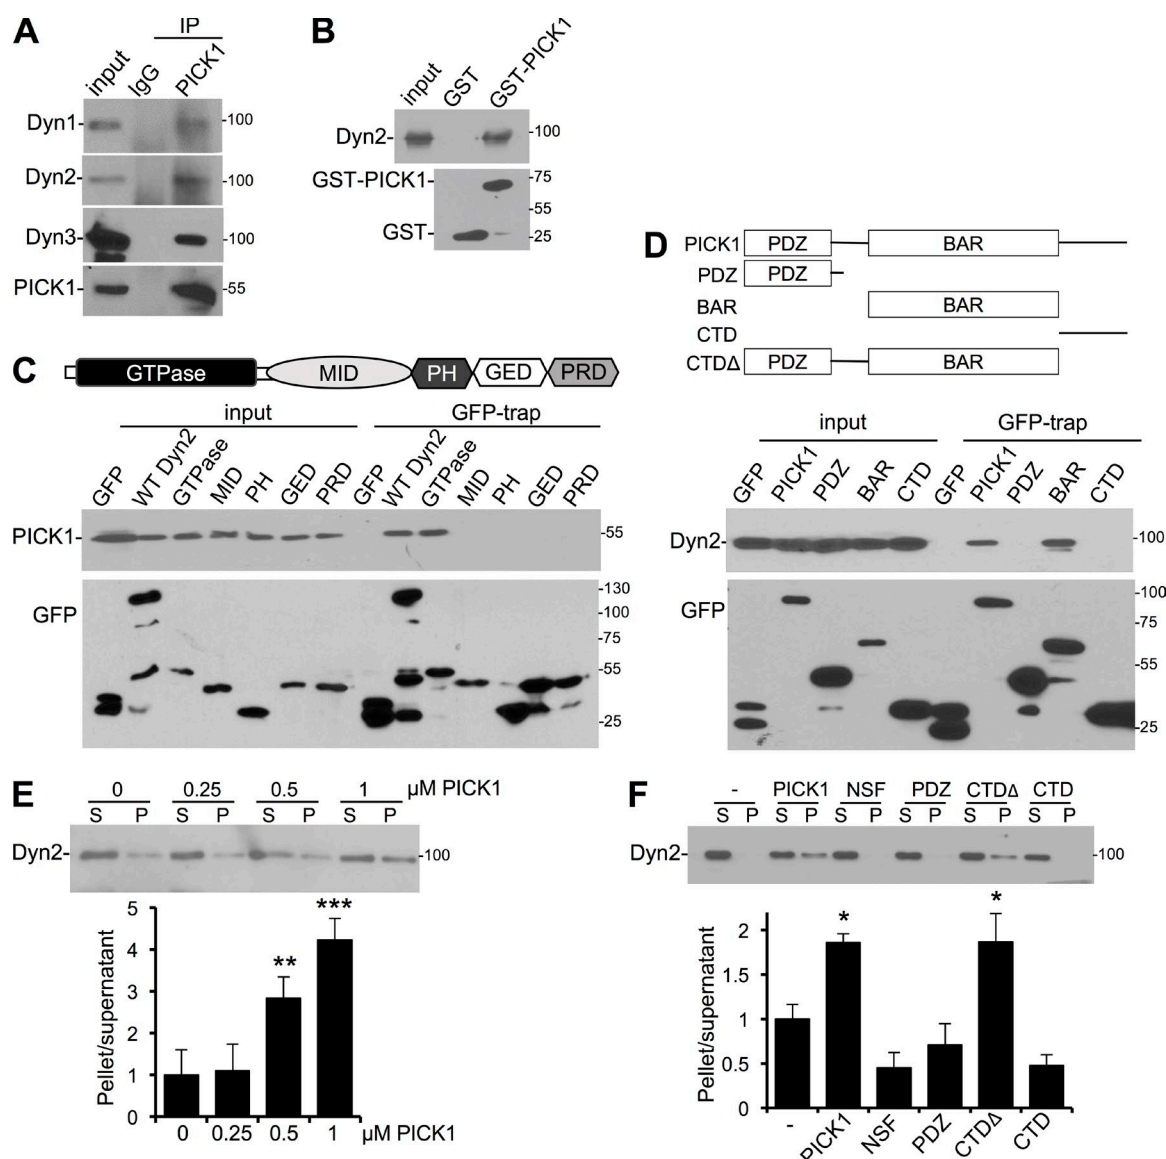 A
IP
input IgG PICK1
Dyn1- -100
Dyn2- -100
Dyn3- -100
PICK1- -55
B
input GST GST-PICK1
Dyn2- -100
GST-PICK1- -75
-55
GST- -25
C
GTPase MID PH GED PRD
input GFP-trap
GFP WT Dyn2 GTPase MID PH GED PRD GFP WT Dyn2 GTPase MID PH GED PRD
PICK1- -55
GFP
-130
-100
-75
-55
-25
D
PICK1 PDZ BAR
PDZ PDZ
BAR BAR
CTD
CTDΔ PDZ BAR
input GFP-trap
GFP PICK1 PDZ BAR CTD GFP PICK1 PDZ BAR CTD
Dyn2- -100
GFP
-100
-75
-55
-25
E
0 0.25 0.5 1 µM PICK1
S P S P S P S P
Dyn2- -100
Pellet/supernatant
5
4
3
2
1
0
** ***
0 0.25 0.5 1 µM PICK1
F
- PICK1 NSF PDZ CTDΔ CTD
S P S P S P S P S P S P
Dyn2- -100
Pellet/supernatant
2
1.5
1
0.5
0
* *
- PICK1 NSF PDZ CTDΔ CTD